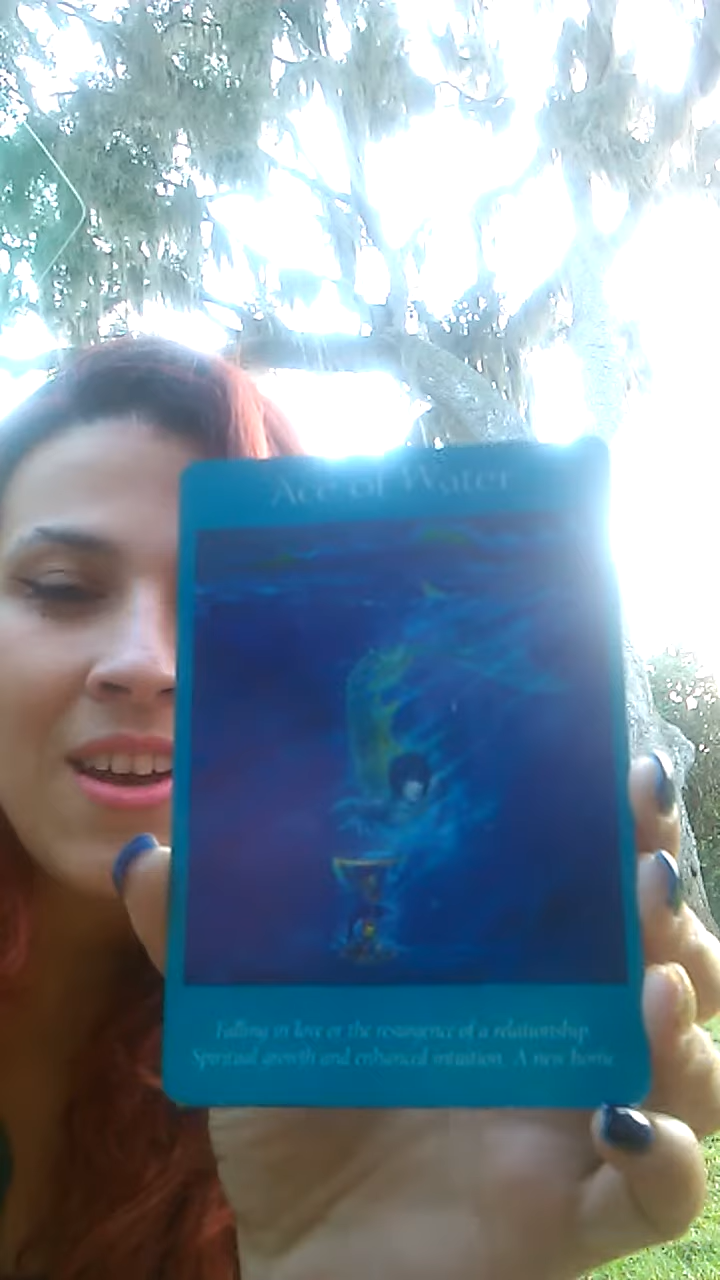 Ace of Water
Falling in love or the resurgence of a relationship.
Spiritual growth and enhanced intuition. A new home.